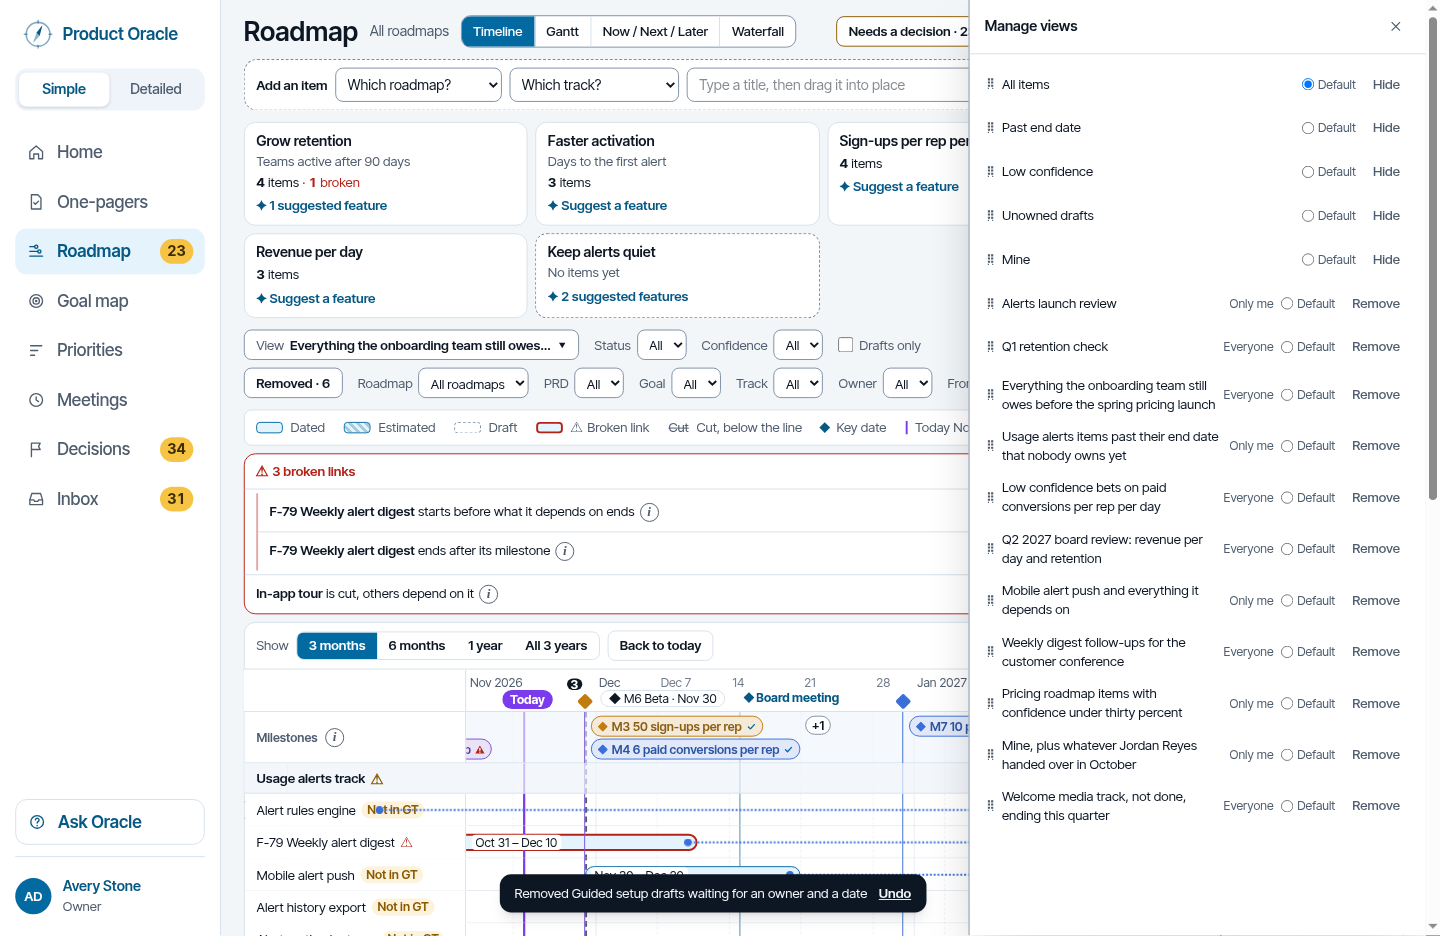 Product Oracle
Simple
Detailed
Home
One-pagers
Roadmap 23
Goal map
Priorities
Meetings
Decisions 34
Inbox 31
Ask Oracle
AD
Avery Stone
Owner
Roadmap All roadmaps
Timeline Gantt Now / Next / Later Waterfall
Needs a decision · 2
Add an item Which roadmap? Which track? Type a title, then drag it into place
Grow retention
Teams active after 90 days
4 items · 1 broken
1 suggested feature
Faster activation
Days to the first alert
3 items
Suggest a feature
Sign-ups per rep per
4 items
Suggest a feature
Revenue per day
3 items
Suggest a feature
Keep alerts quiet
No items yet
2 suggested features
View Everything the onboarding team still owes... Status All Confidence All Drafts only
Removed · 6 Roadmap All roadmaps PRD All Goal All Track All Owner All
Dated Estimated Draft Broken link Cut Cut, below the line Key date Today
3 broken links
F-79 Weekly alert digest starts before what it depends on ends i
F-79 Weekly alert digest ends after its milestone i
In-app tour is cut, others depend on it i
Show 3 months 6 months 1 year All 3 years Back to today
Nov 2026 3 Dec Dec 7 14 21 28 Jan 2027
Today M6 Beta · Nov 30 Board meeting
Milestones i
M3 50 sign-ups per rep +1 M7 10
M4 6 paid conversions per rep
Usage alerts track
Alert rules engine Not in GT
F-79 Weekly alert digest Oct 31 – Dec 10
Mobile alert push Not in GT
Alert history export Not in GT
Removed Guided setup drafts waiting for an owner and a date Undo
Manage views
All items Default Hide
Past end date Default Hide
Low confidence Default Hide
Unowned drafts Default Hide
Mine Default Hide
Alerts launch review Only me Default Remove
Q1 retention check Everyone Default Remove
Everything the onboarding team still
owes before the spring pricing launch Everyone Default Remove
Usage alerts items past their end date
that nobody owns yet Only me Default Remove
Low confidence bets on paid
conversions per rep per day Everyone Default Remove
Q2 2027 board review: revenue per
day and retention Everyone Default Remove
Mobile alert push and everything it
depends on Only me Default Remove
Weekly digest follow-ups for the
customer conference Everyone Default Remove
Pricing roadmap items with
confidence under thirty percent Only me Default Remove
Mine, plus whatever Jordan Reyes
handed over in October Only me Default Remove
Welcome media track, not done,
ending this quarter Everyone Default Remove